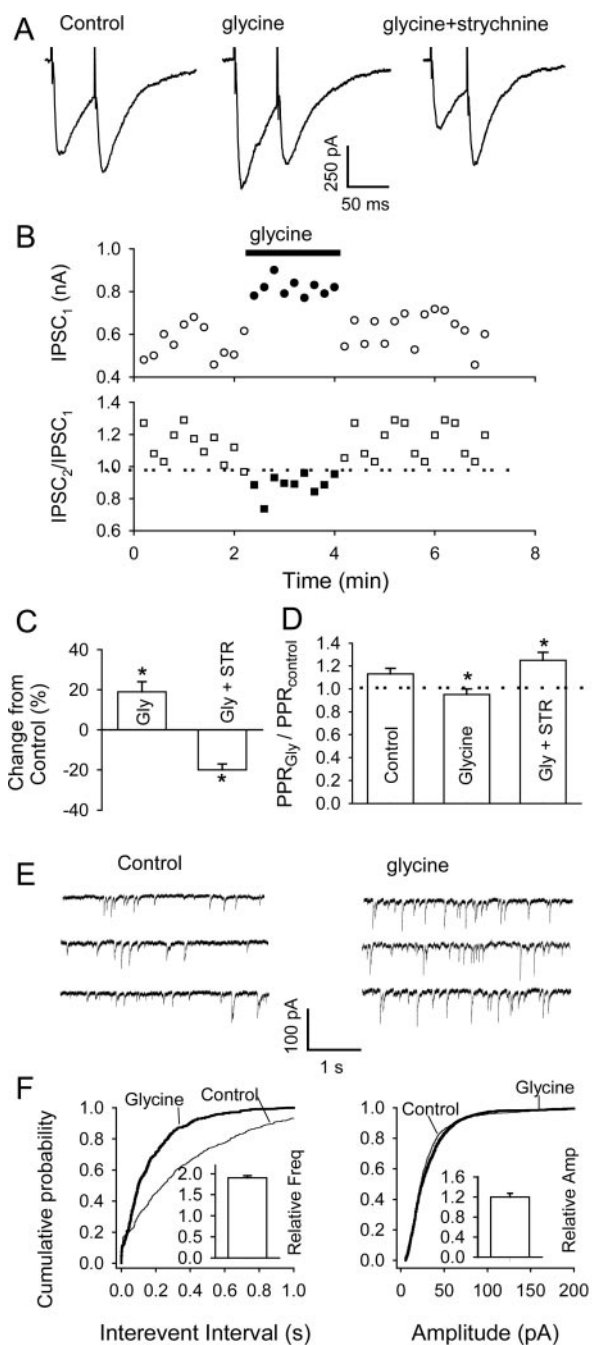 A
Control glycine glycine+strychnine
250 pA
50 ms
B
glycine
IPSC1 (nA)
1.0
0.8
0.6
0.4
IPSC2/IPSC1
1.2
1.0
0.8
0.6
0 2 4 6 8
Time (min)
C
Change from
Control (%)
40
20
0
-20
-40
*
Gly
Gly + STR
*
D
PPRGly / PPRcontrol
1.4
1.2
1.0
0.8
0.6
0.4
0.2
0.0
* *
Control
Glycine
Gly + STR
E
Control glycine
100 pA
1 s
F
Cumulative probability
1.0
0.8
0.6
0.4
0.2
0.0
Glycine Control
2.0
1.5
1.0
0.5
0.0
Relative Freq
0.0 0.2 0.4 0.6 0.8 1.0
Interevent Interval (s)
1.0
0.8
0.6
0.4
0.2
0.0
Glycine
Control
1.6
1.2
0.8
0.4
0.0
Relative Amp
0 50 100 150 200
Amplitude (pA)